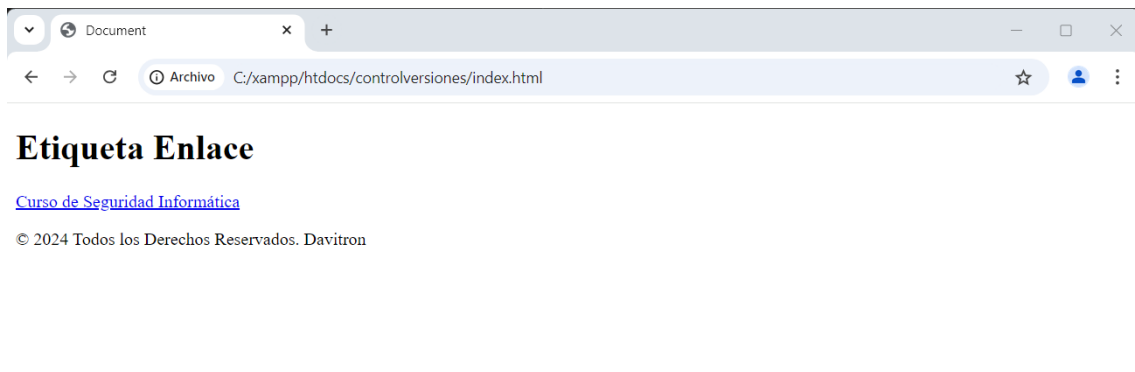 Document
Archivo C:/xampp/htdocs/controlversiones/index.html
Etiqueta Enlace
Curso de Seguridad Informática
© 2024 Todos los Derechos Reservados. Davitron